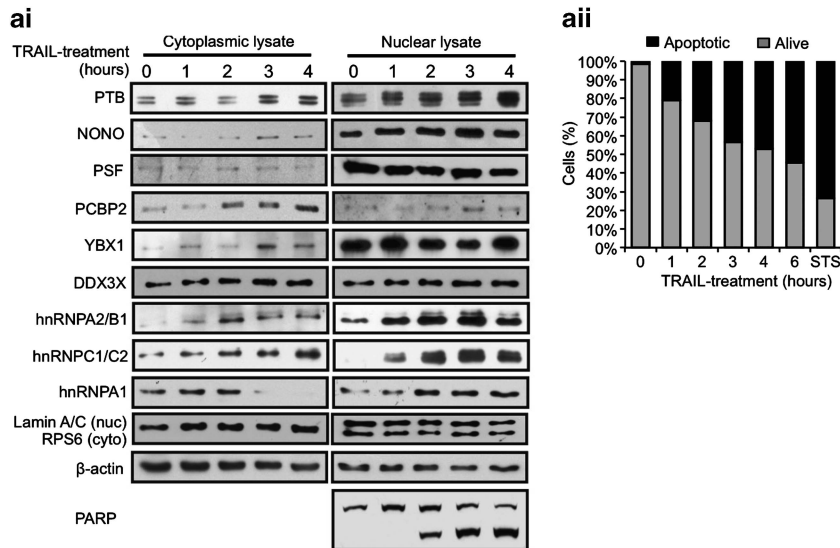 ai
TRAIL-treatment (hours)
Cytoplasmic lysate
0 1 2 3 4
Nuclear lysate
0 1 2 3 4
PTB
NONO
PSF
PCBP2
YBX1
DDX3X
hnRNPA2/B1
hnRNPC1/C2
hnRNPA1
Lamin A/C (nuc)
RPS6 (cyto)
β-actin
PARP
aii
Apoptotic Alive
Cells (%)
100%
90%
80%
70%
60%
50%
40%
30%
20%
10%
0%
0 1 2 3 4 6 STS
TRAIL-treatment (hours)